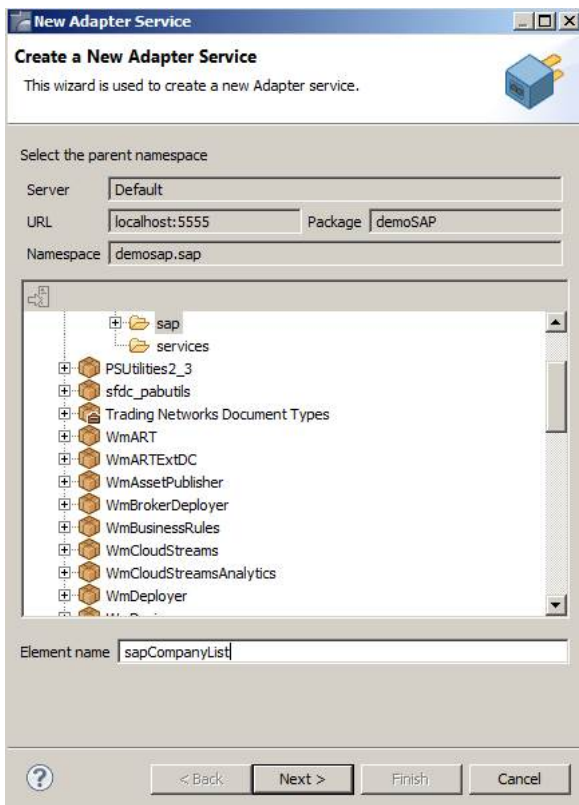 New Adapter Service
Create a New Adapter Service
This wizard is used to create a new Adapter service.
Select the parent namespace
Server Default
URL localhost:5555 Package demoSAP
Namespace demosap.sap
sap
services
PSUtilities2_3
sfdc_pabutils
Trading Networks Document Types
WmART
WmARTExtDC
WmAssetPublisher
WmBrokerDeployer
WmBusinessRules
WmCloudStreams
WmCloudStreamsAnalytics
WmDeployer
Element name sapCompanyList
? < Back Next > Finish Cancel